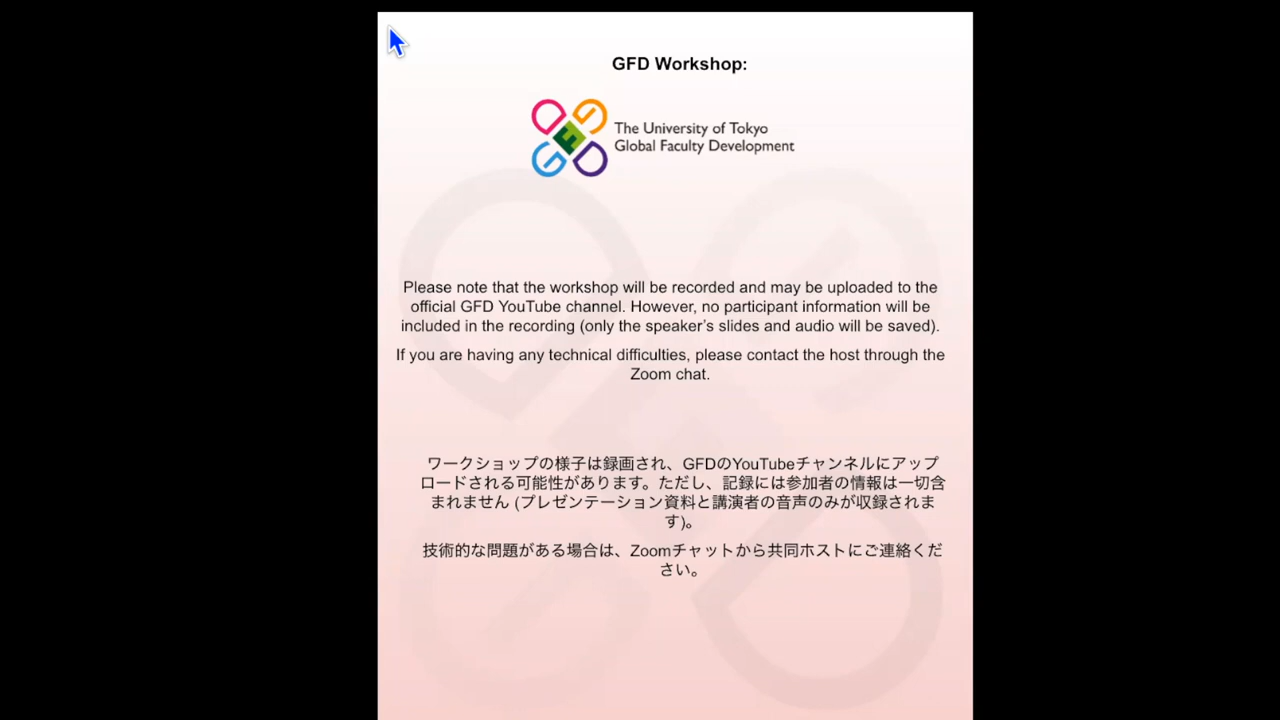 GFD Workshop:
The University of Tokyo
Global Faculty Development
Please note that the workshop will be recorded and may be uploaded to the
official GFD YouTube channel. However, no participant information will be
included in the recording (only the speaker's slides and audio will be saved).
If you are having any technical difficulties, please contact the host through the
Zoom chat.
ワークショップの様子は録画され、GFDのYouTubeチャンネルにアップ
ロードされる可能性があります。ただし、記録には参加者の情報は一切含
まれません (プレゼンテーション資料と講演者の音声のみが収録されま
す)。
技術的な問題がある場合は、Zoomチャットから共同ホストにご連絡くだ
さい。